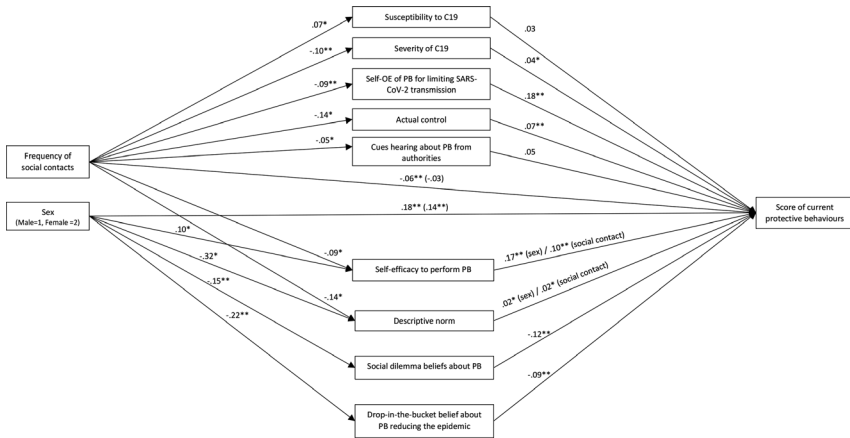 Susceptibility to C19
Severity of C19
Self-OE of PB for limiting SARS-
CoV-2 transmission
Actual control
Cues hearing about PB from
authorities
Frequency of
social contacts
Sex
(Male=1, Female =2)
Self-efficacy to perform PB
Descriptive norm
Social dilemma beliefs about PB
Drop-in-the-bucket belief about
PB reducing the epidemic
Score of current
protective behaviours
.07*
-.10**
-.09**
-.14*
-.05*
.03
.04*
.18**
.07**
.05
-.06** (-.03)
.18** (.14**)
.10*
-.32*
-.15**
-.22**
-.09*
-.14*
.17** (sex) / .10** (social contact)
.02* (sex) / .02* (social contact)
-.12**
-.09**